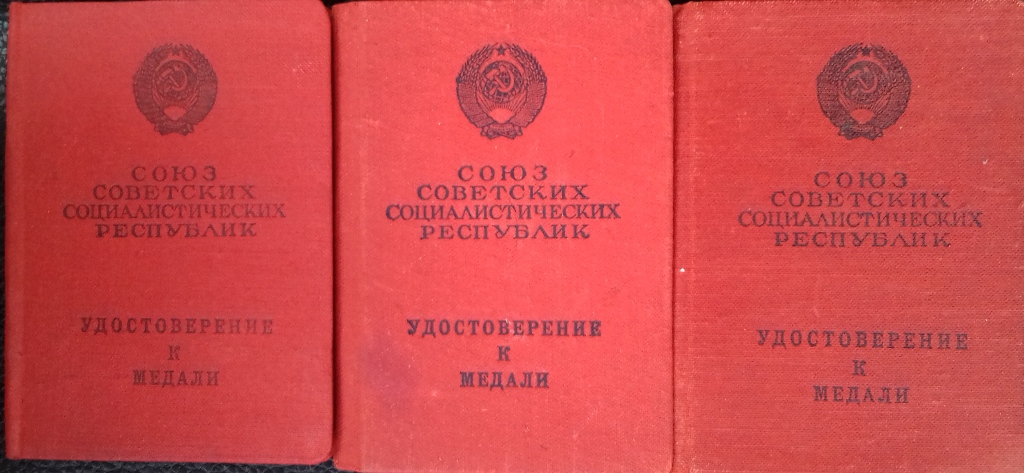 СОЮЗ
СОВЕТСКИХ
СОЦИАЛИСТИЧЕСКИХ
РЕСПУБЛИК
УДОСТОВЕРЕНИЕ
К
МЕДАЛИ
СОЮЗ
СОВЕТСКИХ
СОЦИАЛИСТИЧЕСКИХ
РЕСПУБЛИК
УДОСТОВЕРЕНИЕ
К
МЕДАЛИ
СОЮЗ
СОВЕТСКИХ
СОЦИАЛИСТИЧЕСКИХ
РЕСПУБЛИК
УДОСТОВЕРЕНИЕ
К
МЕДАЛИ